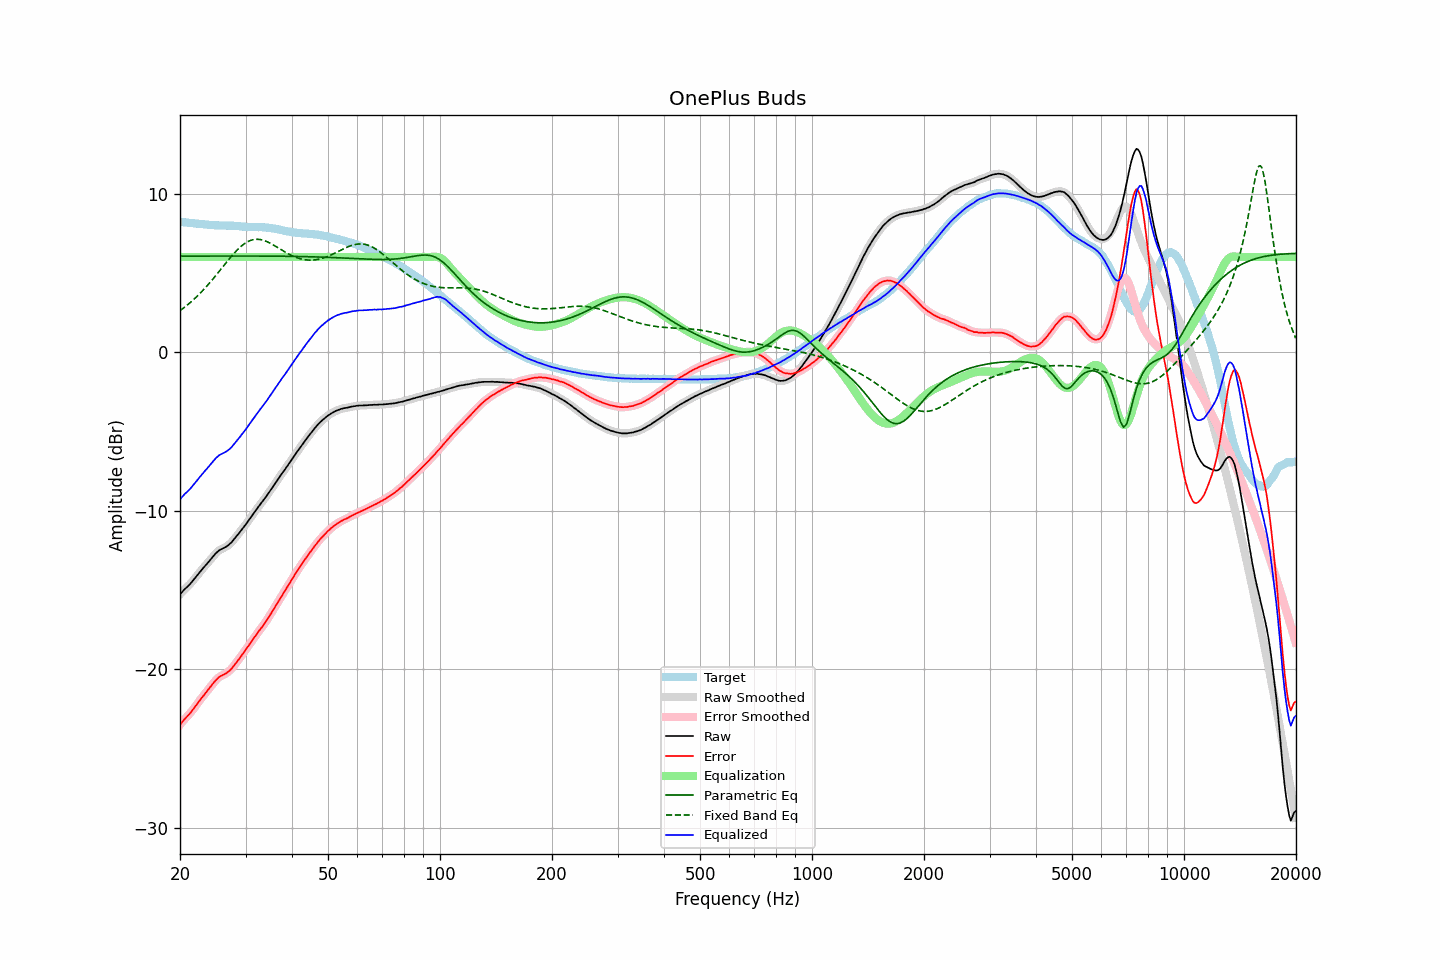 OnePlus Buds
Amplitude (dBr)
10
0
−10
−20
−30
Target
Raw Smoothed
Error Smoothed
Raw
Error
Equalization
Parametric Eq
Fixed Band Eq
Equalized
20 50 100 200 500 1000 2000 5000 10000 20000
Frequency (Hz)